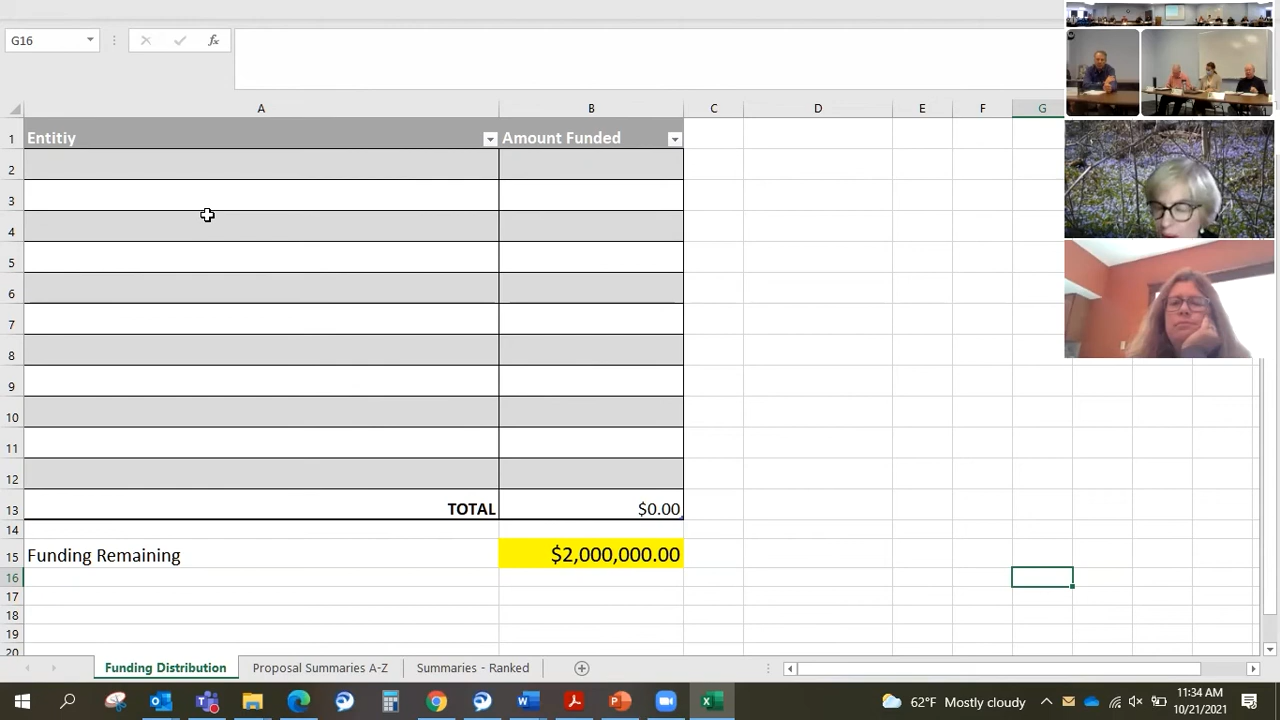 G16
fx
A B C D E F G
1 Entitiy Amount Funded
2
3
4
5
6
7
8
9
10
11
12
13 TOTAL $0.00
14
15 Funding Remaining $2,000,000.00
16
17
18
19
20
Funding Distribution Proposal Summaries A-Z Summaries - Ranked
62°F Mostly cloudy 11:34 AM
10/21/2021